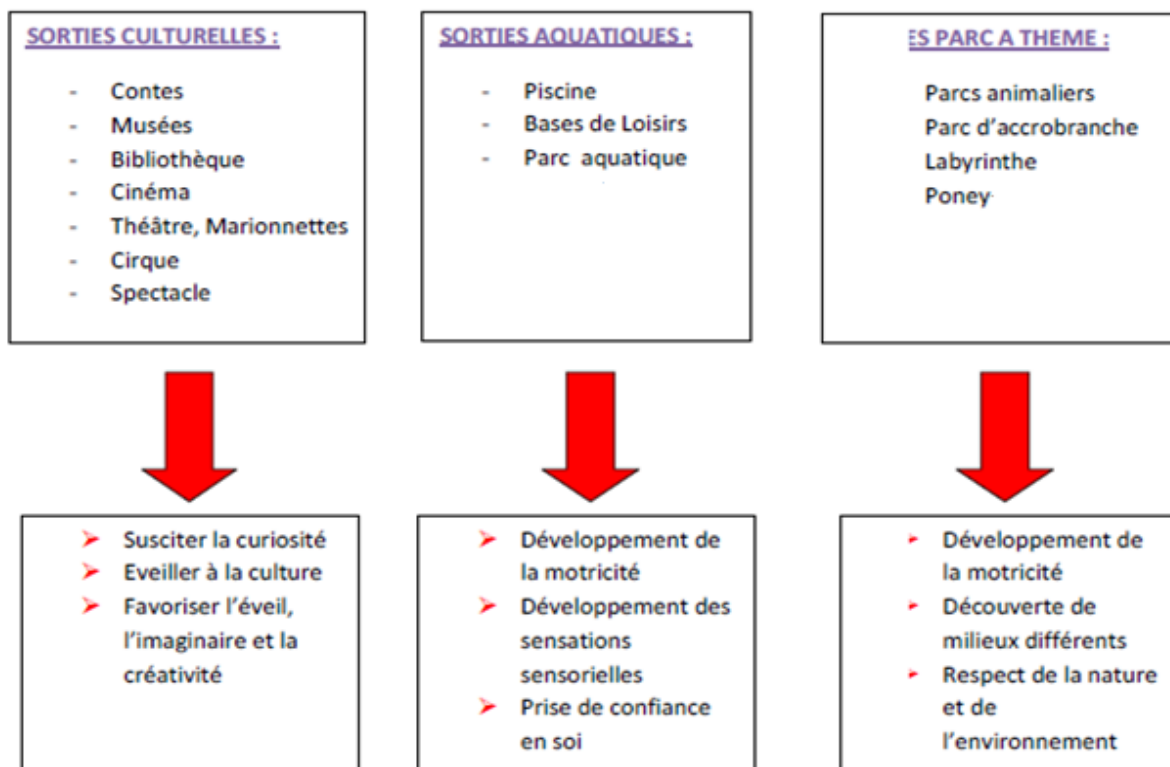 SORTIES CULTURELLES :
- Contes
- Musées
- Bibliothèque
- Cinéma
- Théâtre, Marionnettes
- Cirque
- Spectacle
SORTIES AQUATIQUES :
- Piscine
- Bases de Loisirs
- Parc aquatique
ES PARC A THEME :
Parcs animaliers
Parc d'accrobranche
Labyrinthe
Poney
➤ Susciter la curiosité
➤ Eveiller à la culture
➤ Favoriser l'éveil,
l'imaginaire et la
créativité
➤ Développement de
la motricité
➤ Développement des
sensations
sensorielles
➤ Prise de confiance
en soi
➤ Développement de
la motricité
➤ Découverte de
milieux différents
➤ Respect de la nature
et de
l'environnement